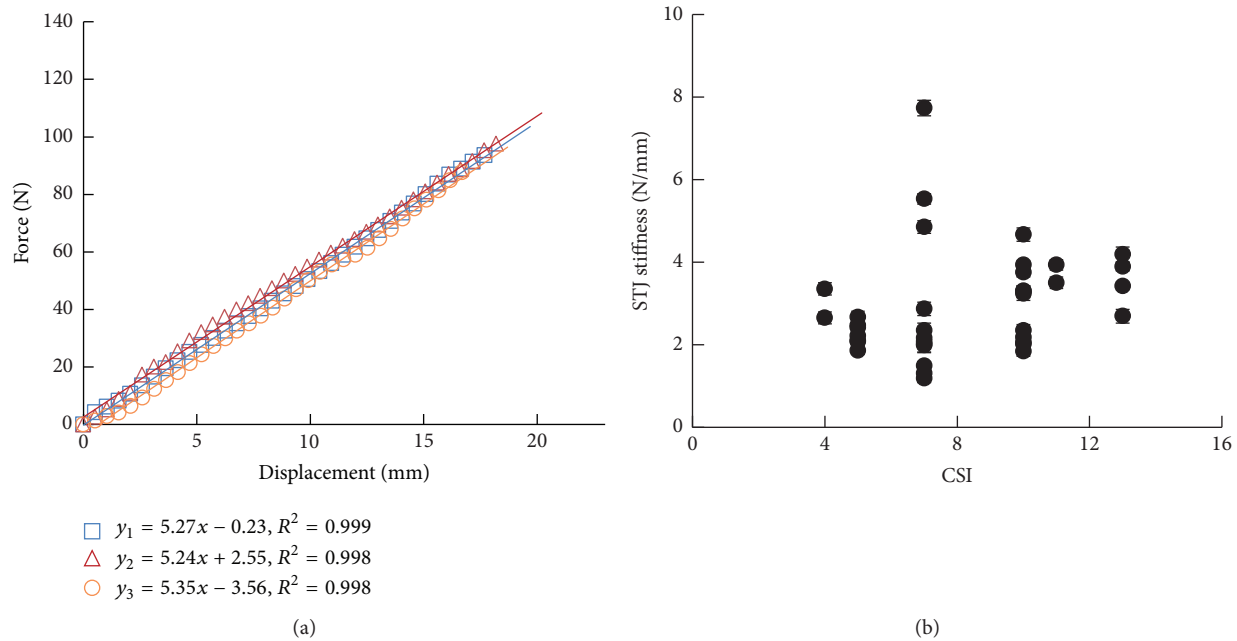 140
120
100
80
60
40
20
0
Force (N)
0 5 10 15 20
Displacement (mm)
y₁ = 5.27x − 0.23, R² = 0.999
y₂ = 5.24x + 2.55, R² = 0.998
y₃ = 5.35x − 3.56, R² = 0.998
(a)
10
8
6
4
2
0
STJ stiffness (N/mm)
0 4 8 12 16
CSI
(b)